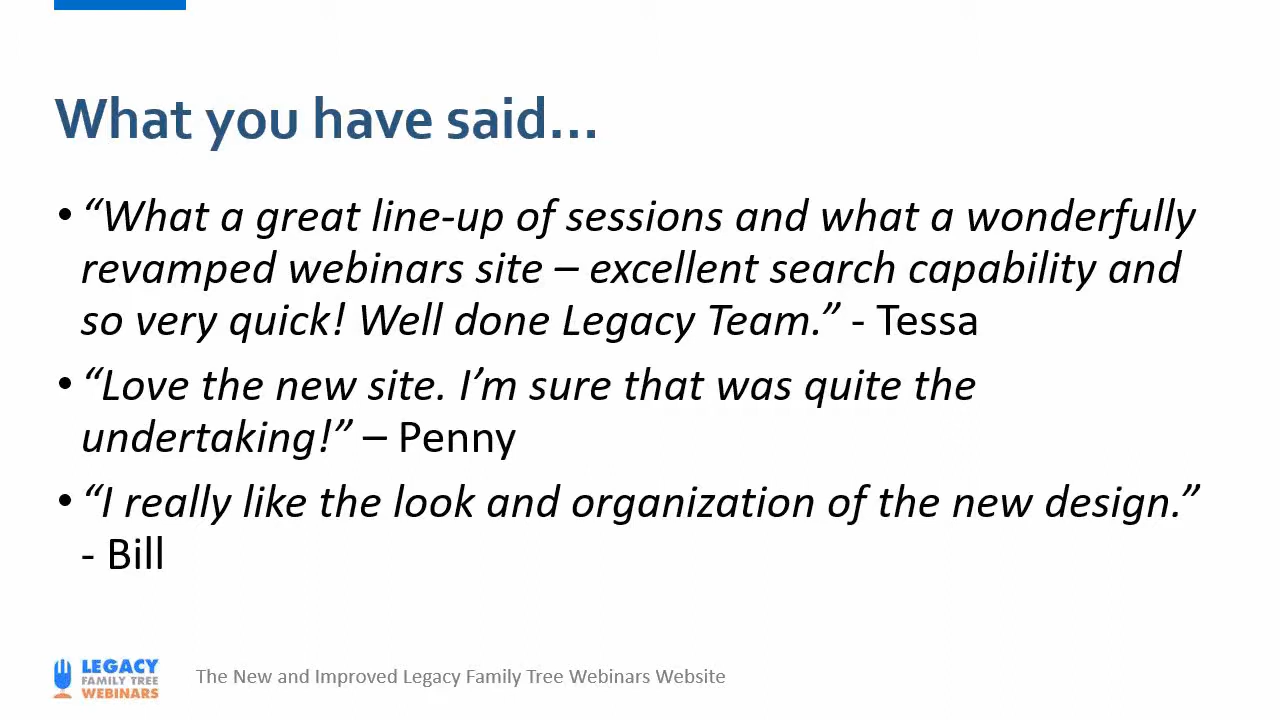 What you have said...
• “What a great line-up of sessions and what a wonderfully
revamped webinars site – excellent search capability and
so very quick! Well done Legacy Team.” - Tessa
• “Love the new site. I’m sure that was quite the
undertaking!” – Penny
• “I really like the look and organization of the new design.”
- Bill
LEGACY
FAMILY TREE
WEBINARS
The New and Improved Legacy Family Tree Webinars Website